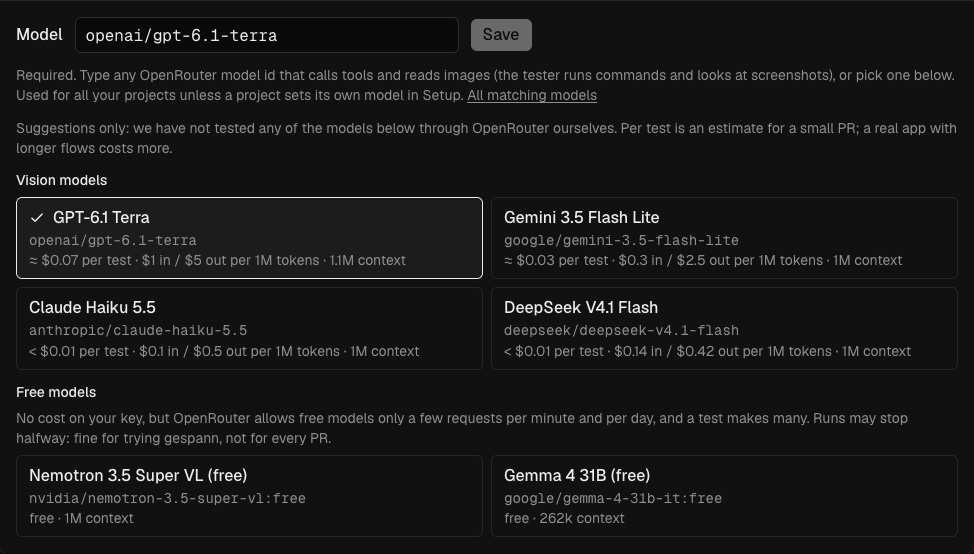 Model
openai/gpt-6.1-terra
Save
Required. Type any OpenRouter model id that calls tools and reads images (the tester runs commands and looks at screenshots), or pick one below.
Used for all your projects unless a project sets its own model in Setup. All matching models
Suggestions only: we have not tested any of the models below through OpenRouter ourselves. Per test is an estimate for a small PR; a real app with
longer flows costs more.
Vision models
GPT-6.1 Terra
openai/gpt-6.1-terra
≈ $0.07 per test · $1 in / $5 out per 1M tokens · 1.1M context
Gemini 3.5 Flash Lite
google/gemini-3.5-flash-lite
≈ $0.03 per test · $0.3 in / $2.5 out per 1M tokens · 1M context
Claude Haiku 5.5
anthropic/claude-haiku-5.5
< $0.01 per test · $0.1 in / $0.5 out per 1M tokens · 1M context
DeepSeek V4.1 Flash
deepseek/deepseek-v4.1-flash
< $0.01 per test · $0.14 in / $0.42 out per 1M tokens · 1M context
Free models
No cost on your key, but OpenRouter allows free models only a few requests per minute and per day, and a test makes many. Runs may stop
halfway: fine for trying gespann, not for every PR.
Nemotron 3.5 Super VL (free)
nvidia/nemotron-3.5-super-vl:free
free · 1M context
Gemma 4 31B (free)
google/gemma-4-31b-it:free
free · 262k context